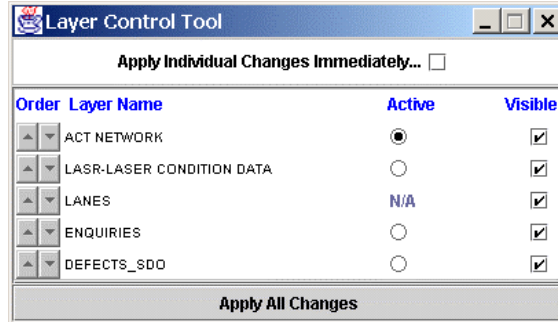 Layer Control Tool
Apply Individual Changes Immediately...
Order Layer Name Active Visible
ACT NETWORK
LASR-LASER CONDITION DATA
LANES N/A
ENQUIRIES
DEFECTS_SDO
Apply All Changes